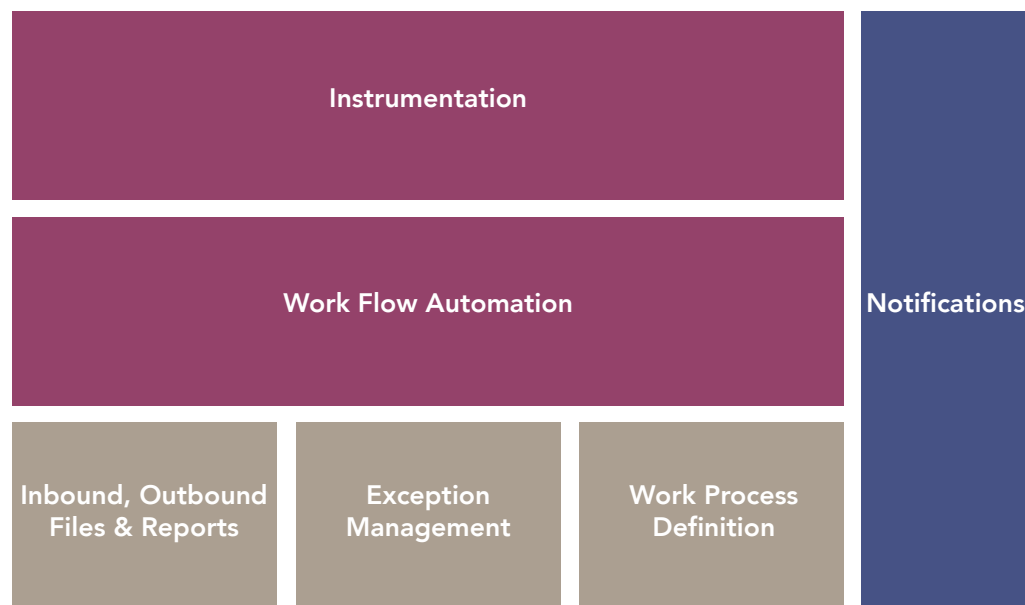 Instrumentation
Work Flow Automation
Notifications
Inbound, Outbound
Files & Reports
Exception
Management
Work Process
Definition